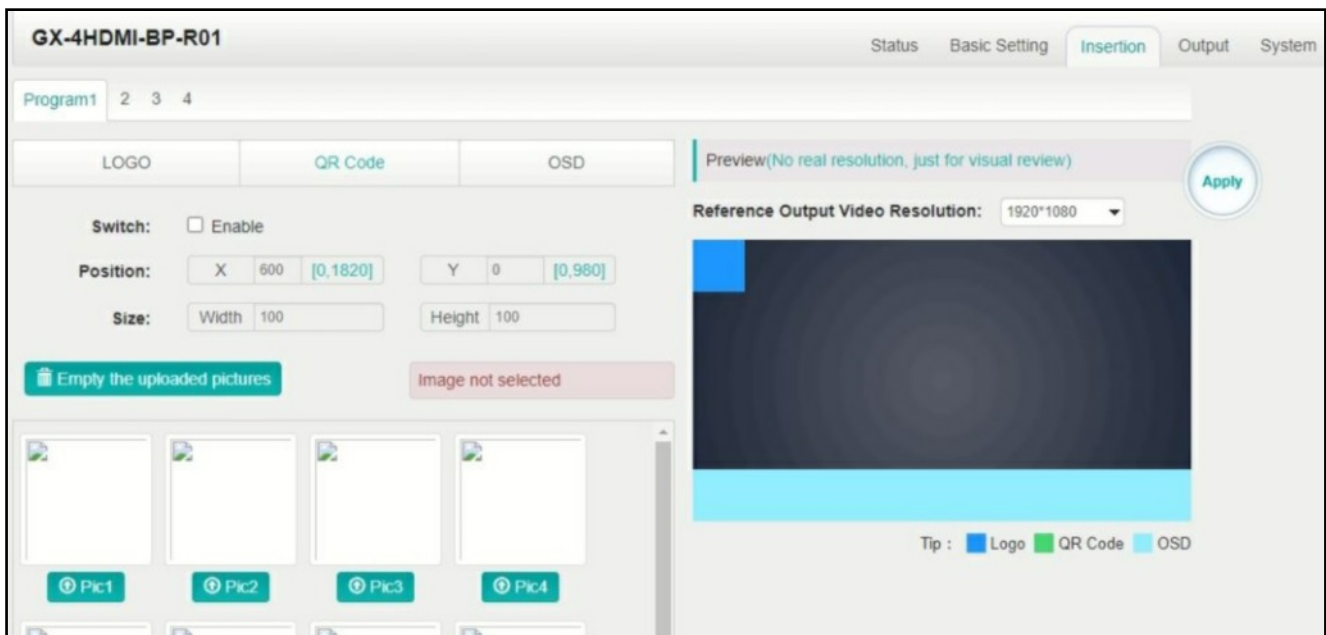 GX-4HDMI-BP-R01
Status Basic Setting Insertion Output System
Program1 2 3 4
LOGO QR Code OSD
Switch: Enable
Position: X 600 [0,1820] Y 0 [0,980]
Size: Width 100 Height 100
Empty the uploaded pictures
Image not selected
Pic1 Pic2 Pic3 Pic4
Preview(No real resolution, just for visual review)
Apply
Reference Output Video Resolution: 1920*1080
Tip : Logo QR Code OSD